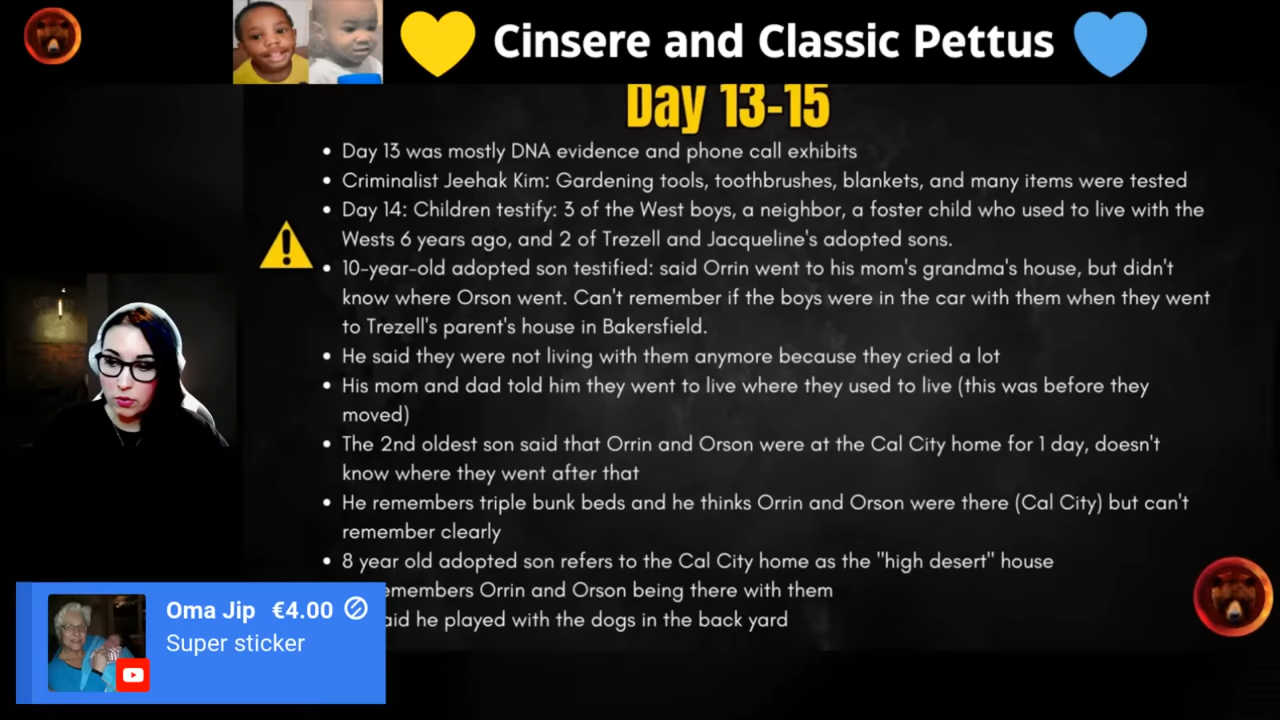 Cinsere and Classic Pettus
Day 13-15
• Day 13 was mostly DNA evidence and phone call exhibits
• Criminalist Jeehak Kim: Gardening tools, toothbrushes, blankets, and many items were tested
• Day 14: Children testify: 3 of the West boys, a neighbor, a foster child who used to live with the
Wests 6 years ago, and 2 of Trezell and Jacqueline's adopted sons.
• 10-year-old adopted son testified: said Orrin went to his mom's grandma's house, but didn't
know where Orson went. Can't remember if the boys were in the car with them when they went
to Trezell's parent's house in Bakersfield.
• He said they were not living with them anymore because they cried a lot
• His mom and dad told him they went to live where they used to live (this was before they
moved)
• The 2nd oldest son said that Orrin and Orson were at the Cal City home for 1 day, doesn't
know where they went after that
• He remembers triple bunk beds and he thinks Orrin and Orson were there (Cal City) but can't
remember clearly
• 8 year old adopted son refers to the Cal City home as the "high desert" house
emembers Orrin and Orson being there with them
aid he played with the dogs in the back yard
Oma Jip €4.00
Super sticker